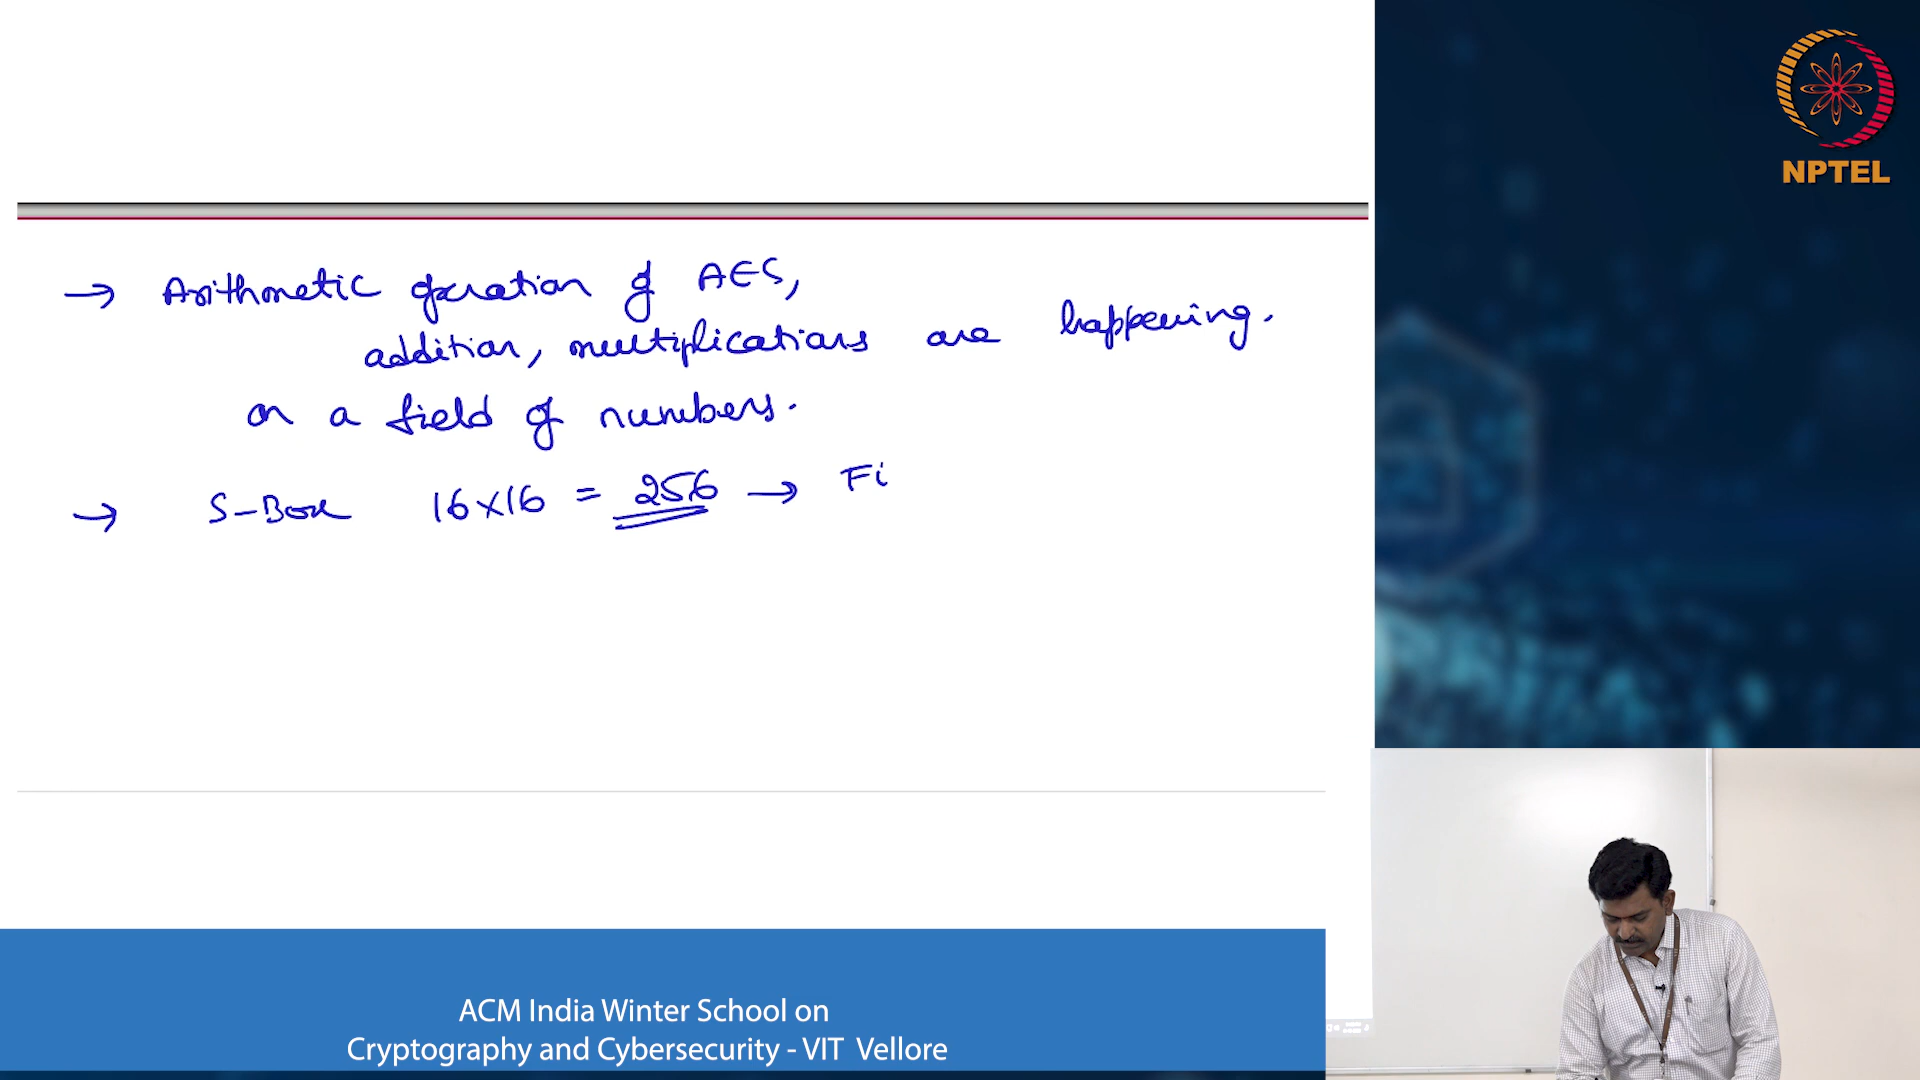 → Arithmetic operation of AES,
addition, multiplications are happening.
on a field of numbers.
→ S-Box 16×16 = 256 → Fi
NPTEL
ACM India Winter School on
Cryptography and Cybersecurity - VIT Vellore